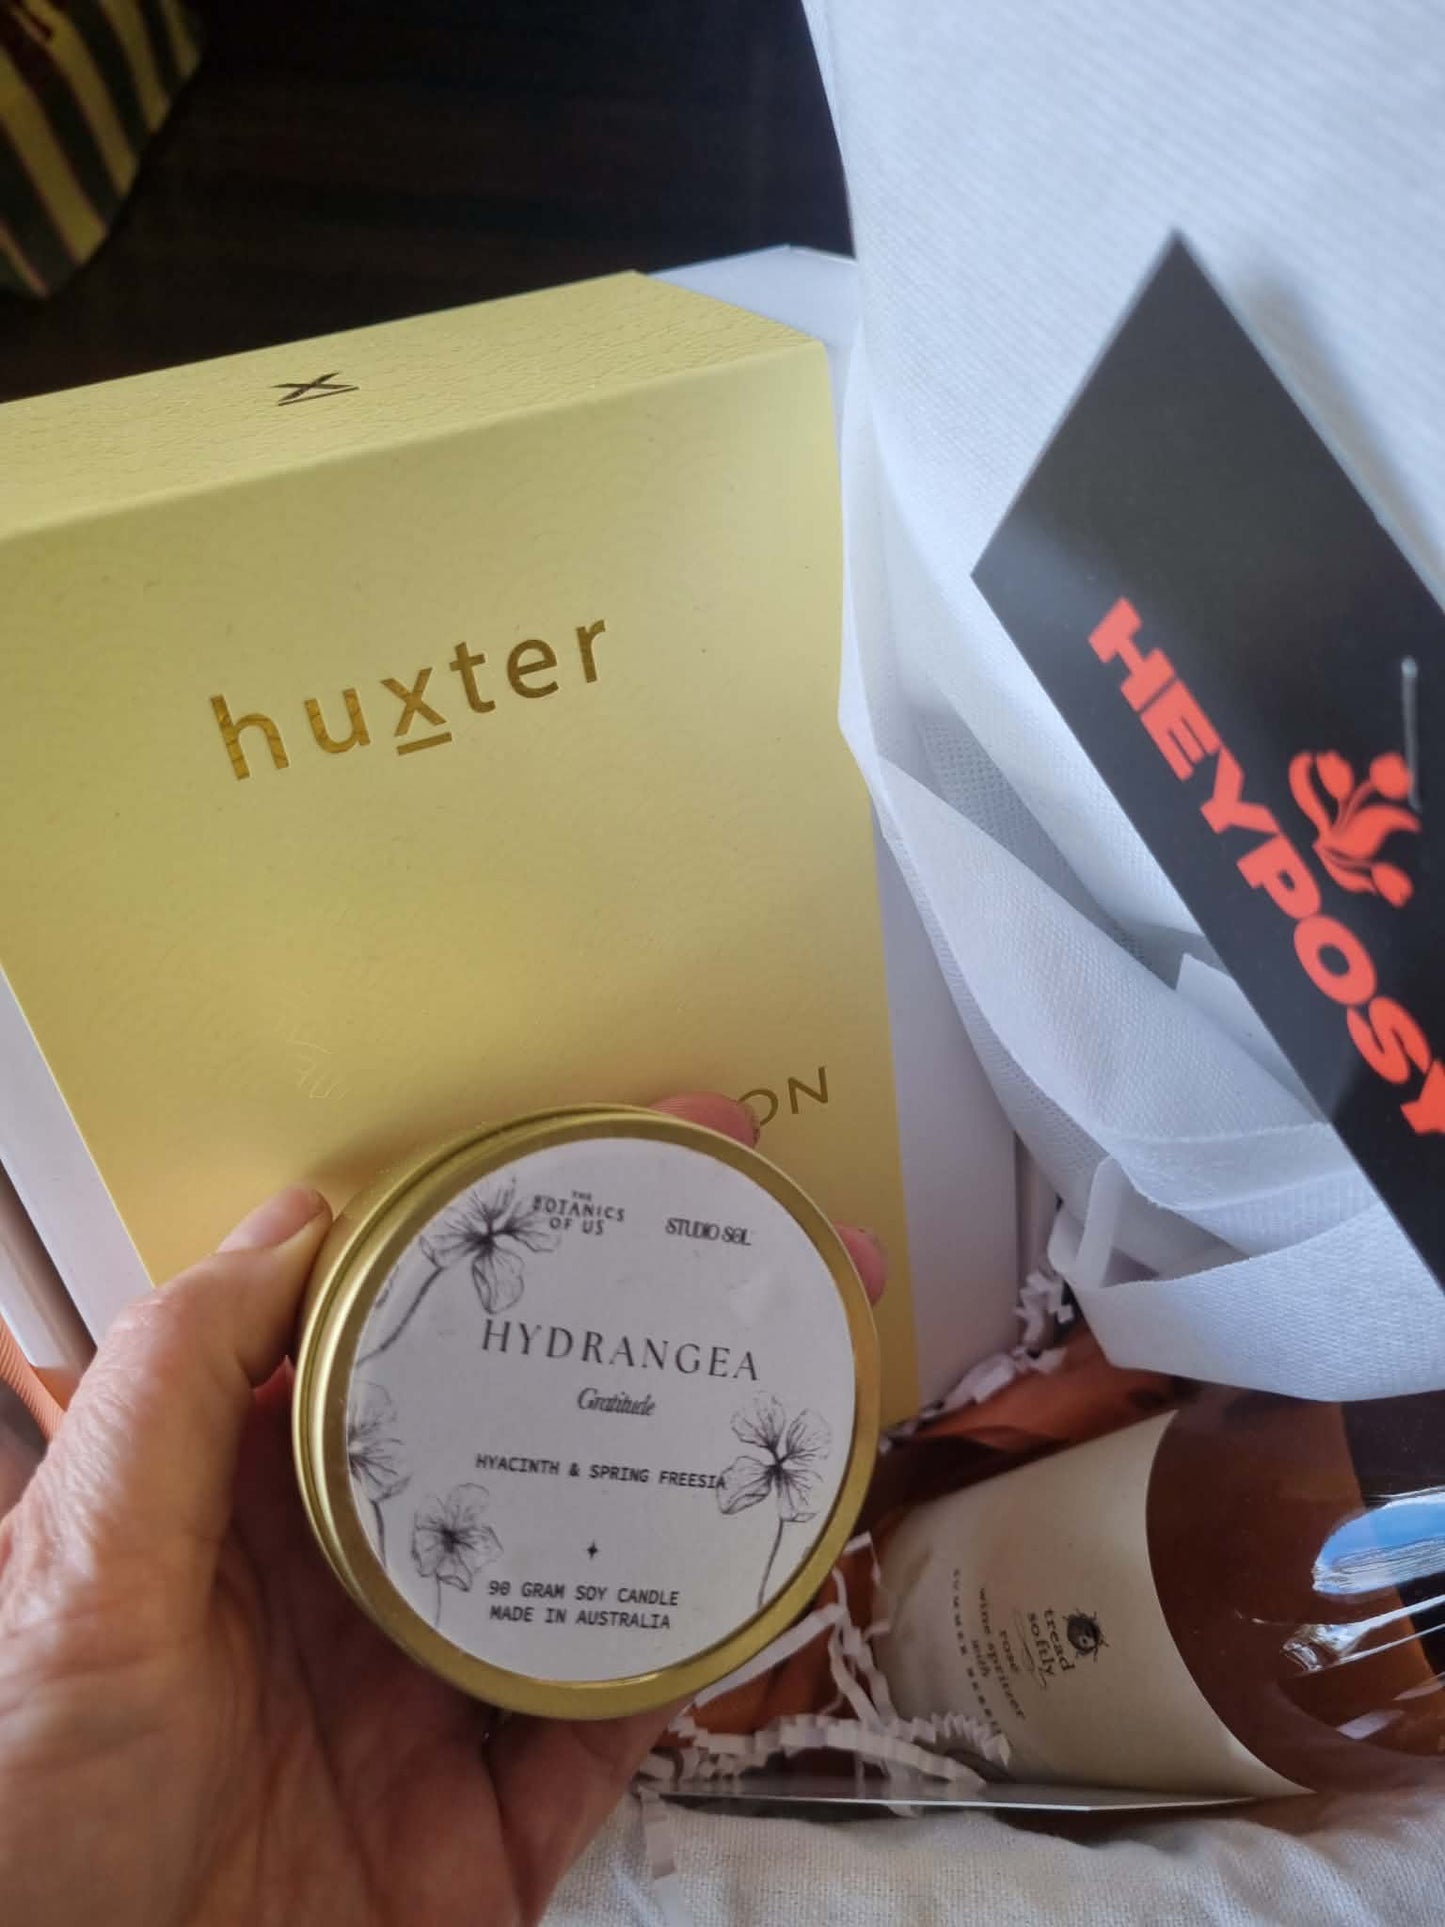 huxter
ON
HEYPOSY
THE
BOTANICS
OF US
STUDIO SOL
HYDRANGEA
Gratitude
HYACINTH & SPRING FREESIA
90 GRAM SOY CANDLE
MADE IN AUSTRALIA
tread
softly
rosé
wine spritzer
with